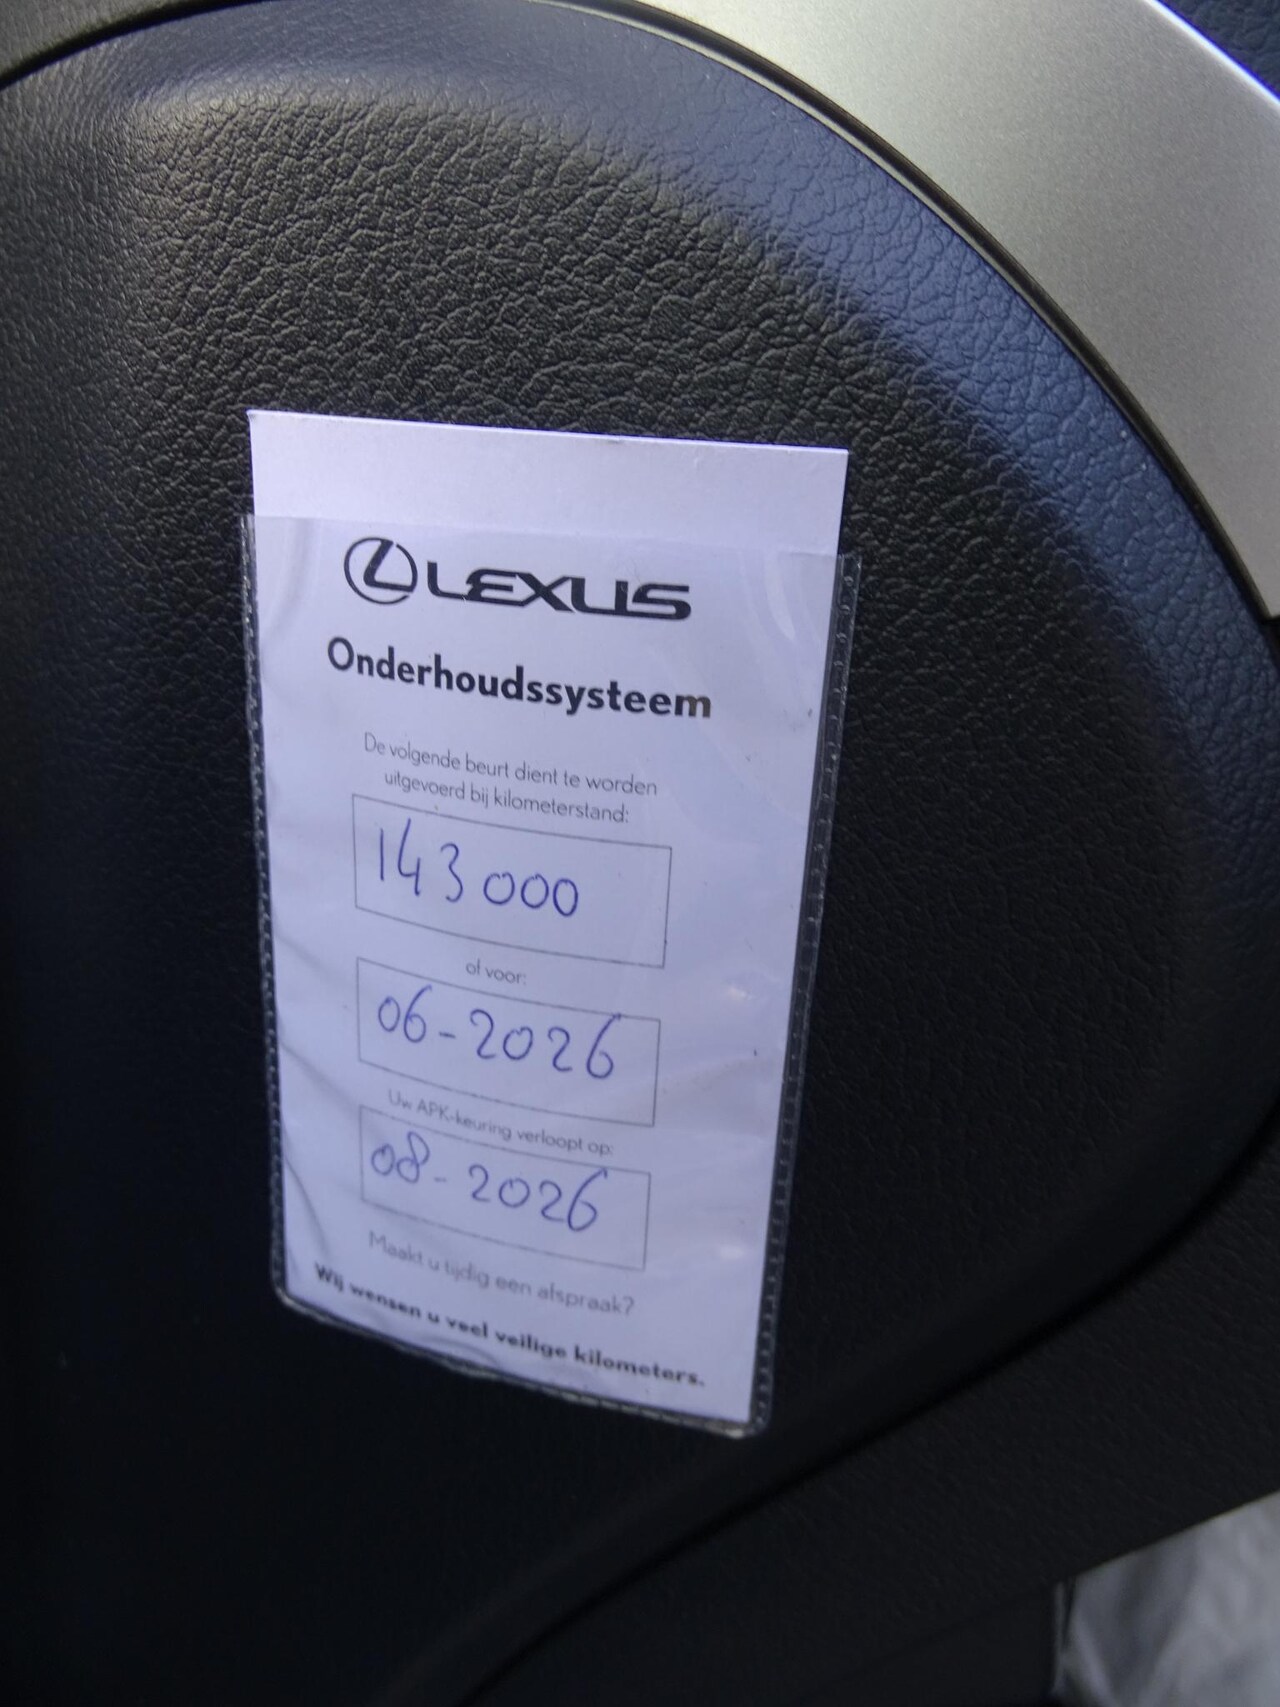 LEXUS
Onderhoudssysteem
De volgende beurt dient te worden
uitgevoerd bij kilometerstand:
143000
of voor:
06-2026
Uw APK-keuring verloopt op:
08-2026
Maakt u tijdig een afspraak?
Wij wensen u veel veilige kilometers.